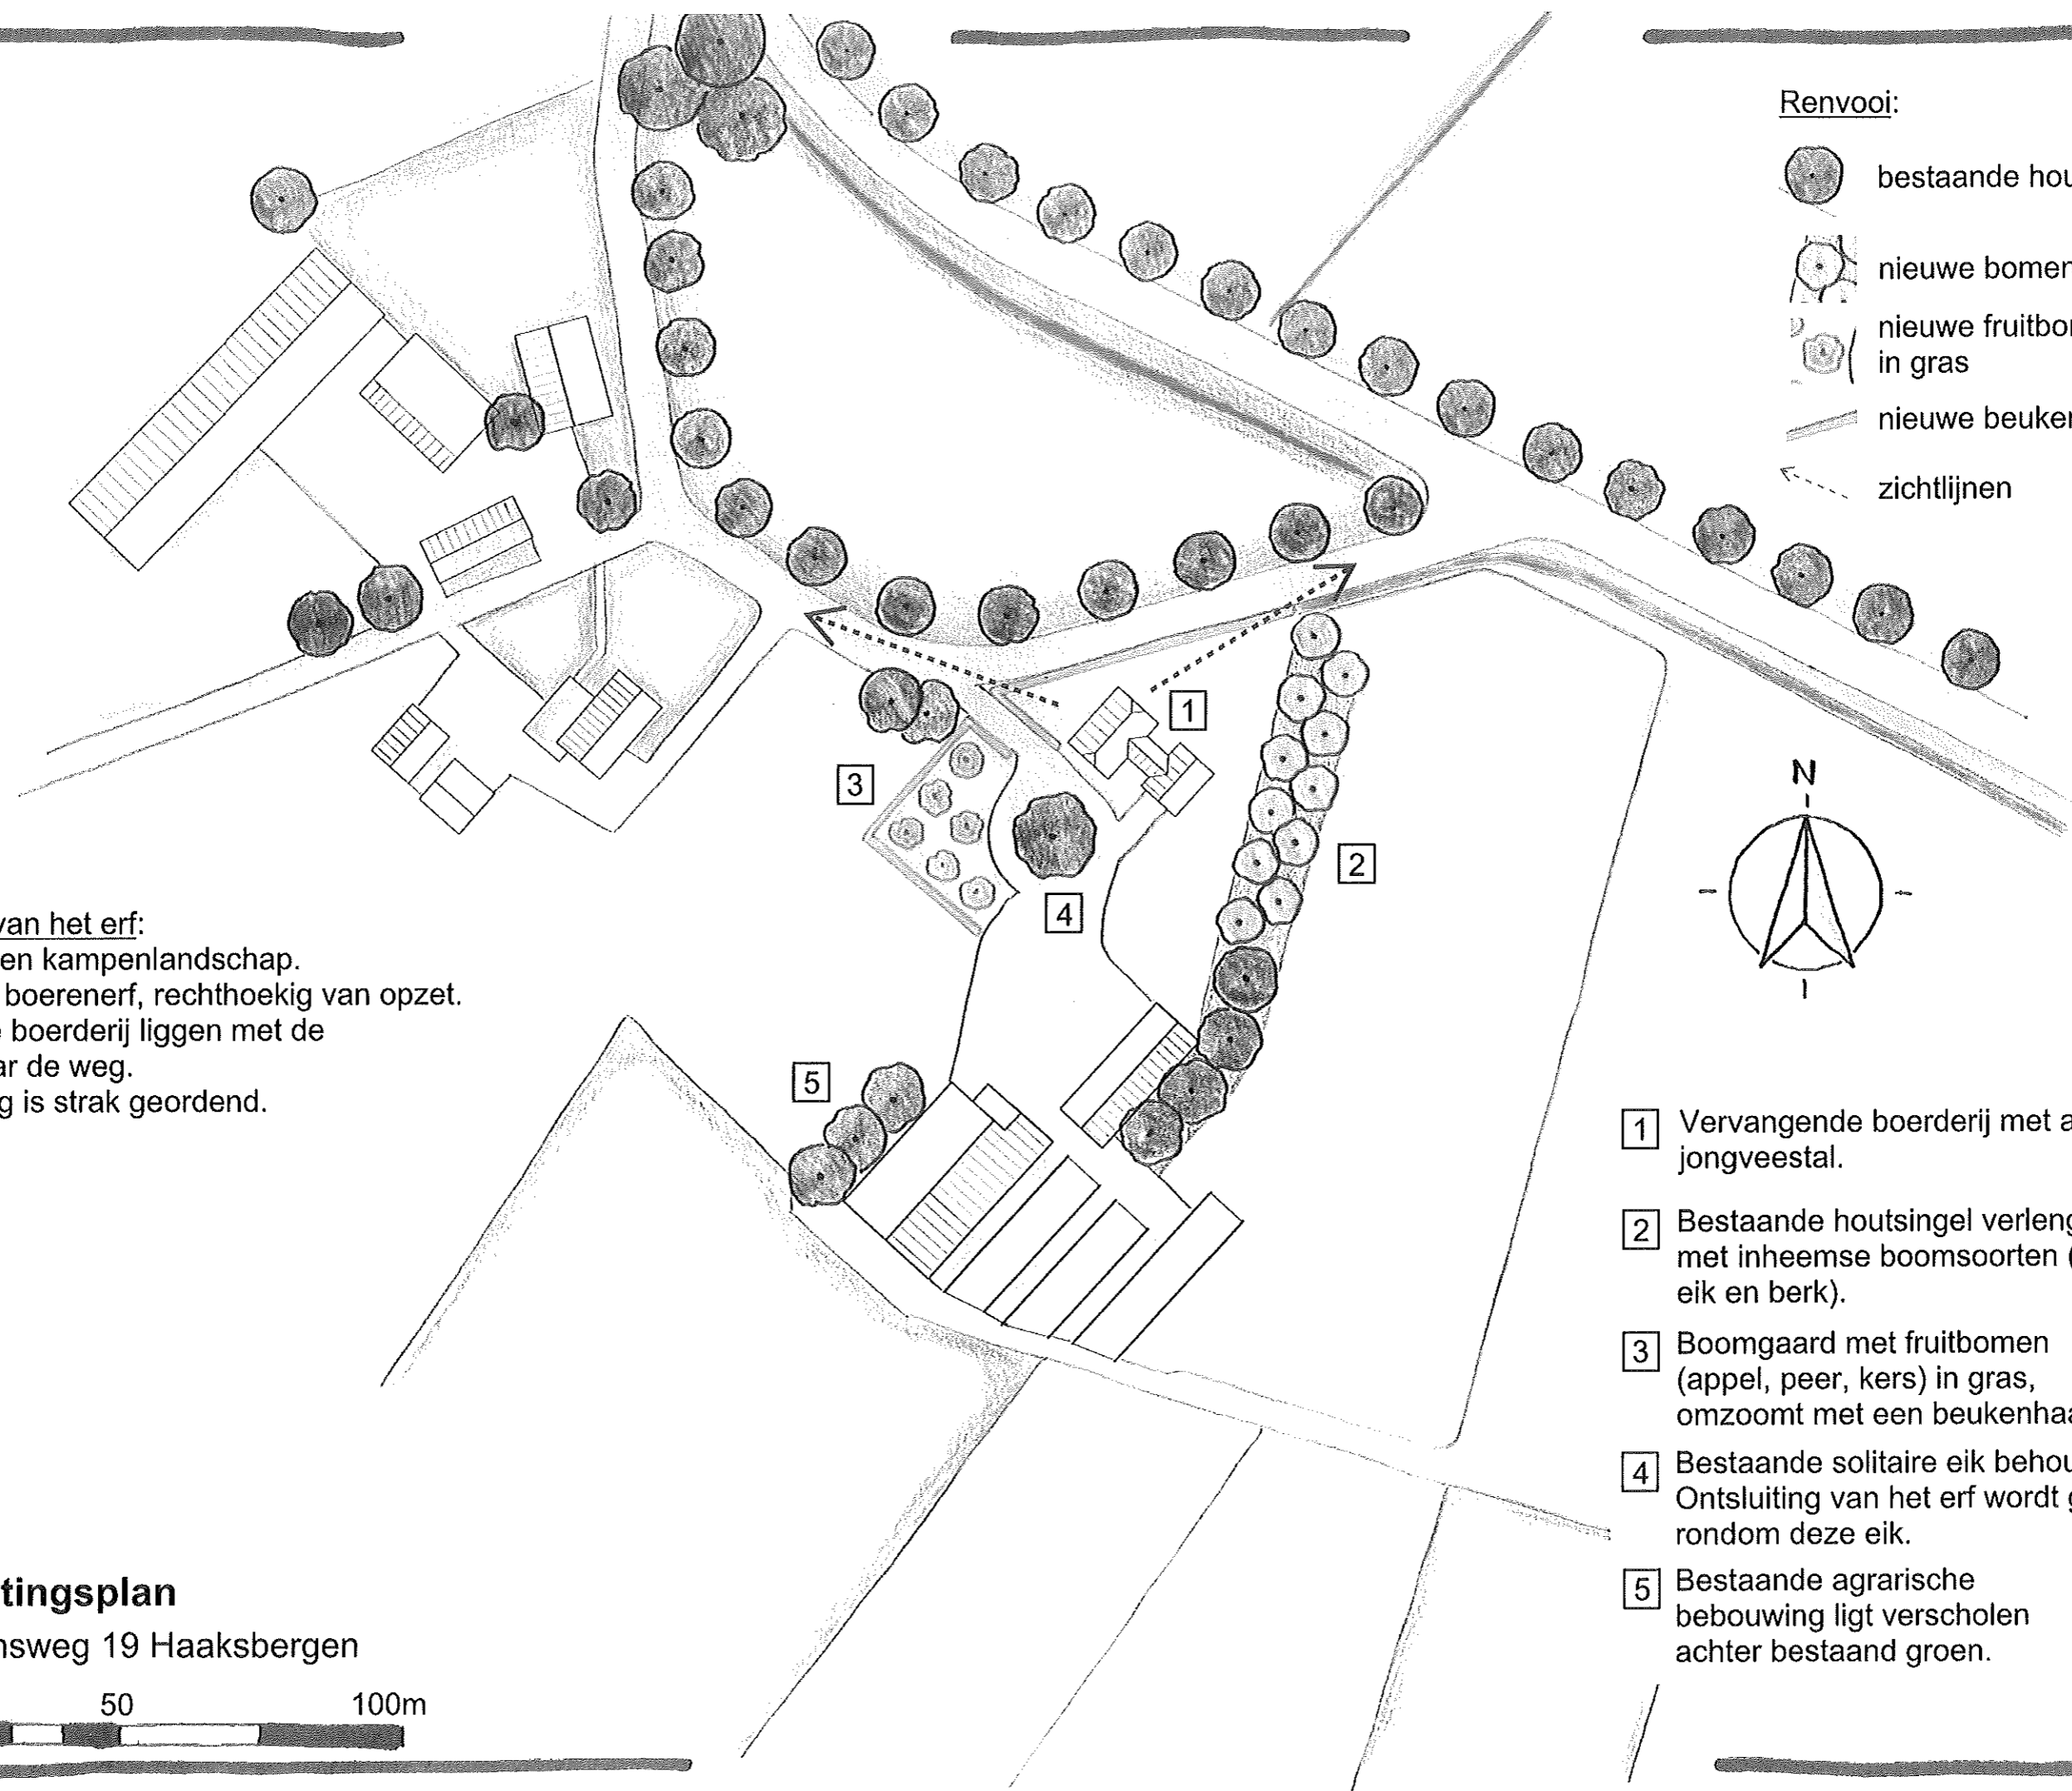 Renvooi:
bestaande hou
nieuwe bomen
nieuwe fruitbo
in gras
nieuwe beuke
zichtlijnen
1
3
2
4
5
N
van het erf:
en kampenlandschap.
boerenerf, rechthoekig van opzet.
e boerderij liggen met de
ar de weg.
g is strak geordend.
1 Vervangende boerderij met a
jongveestal.
2 Bestaande houtsingel verleng
met inheemse boomsoorten (
eik en berk).
3 Boomgaard met fruitbomen
(appel, peer, kers) in gras,
omzoomt met een beukenhaa
4 Bestaande solitaire eik behou
Ontsluiting van het erf wordt g
rondom deze eik.
5 Bestaande agrarische
bebouwing ligt verscholen
achter bestaand groen.
tingsplan
nsweg 19 Haaksbergen
50 100m